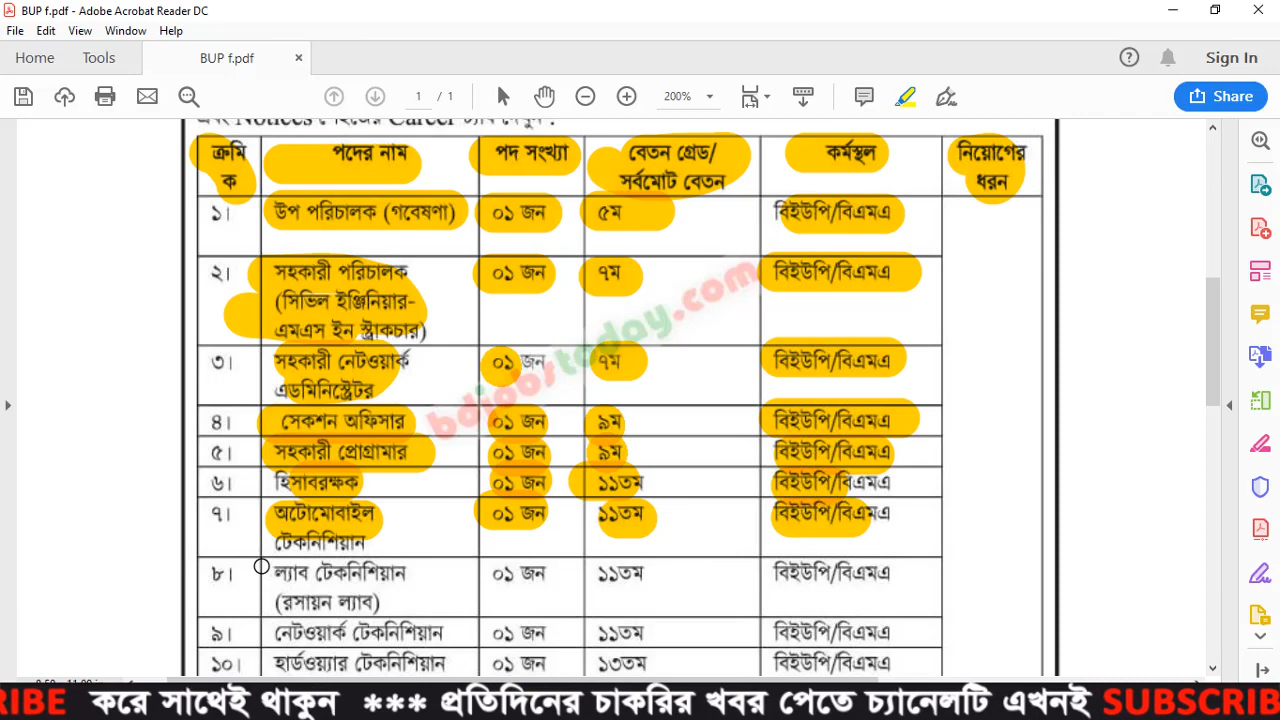 BUP f.pdf - Adobe Acrobat Reader DC
File Edit View Window Help
Home Tools BUP f.pdf × Sign In
1 / 1 200% Share
এবং Notices পেইজের Career ট্যাব দেখুন :
ক্রমিক পদের নাম পদ সংখ্যা বেতন গ্রেড/ সর্বমোট বেতন কর্মস্থল নিয়োগের ধরন
১। উপ পরিচালক (গবেষণা) ০১ জন ৫ম বিইউপি/বিএমএ
২। সহকারী পরিচালক ০১ জন ৭ম বিইউপি/বিএমএ
(সিভিল ইঞ্জিনিয়ার-
এমএস ইন স্ট্রাকচার)
৩। সহকারী নেটওয়ার্ক ০১ জন ৭ম বিইউপি/বিএমএ
এডমিনিস্ট্রেটর
৪। সেকশন অফিসার ০১ জন ৯ম বিইউপি/বিএমএ
৫। সহকারী প্রোগ্রামার ০১ জন ৯ম বিইউপি/বিএমএ
৬। হিসাবরক্ষক ০১ জন ১১তম বিইউপি/বিএমএ
৭। অটোমোবাইল ০১ জন ১১তম বিইউপি/বিএমএ
টেকনিশিয়ান
৮। ল্যাব টেকনিশিয়ান ০১ জন ১১তম বিইউপি/বিএমএ
(রসায়ন ল্যাব)
৯। নেটওয়ার্ক টেকনিশিয়ান ০১ জন ১১তম বিইউপি/বিএমএ
১০। হার্ডওয়্যার টেকনিশিয়ান ০১ জন ১৩তম বিইউপি/বিএমএ
bdjobstoday.com
RIBE করে সাথেই থাকুন *** প্রতিদিনের চাকরির খবর পেতে চ্যানেলটি এখনই SUBSCRIB